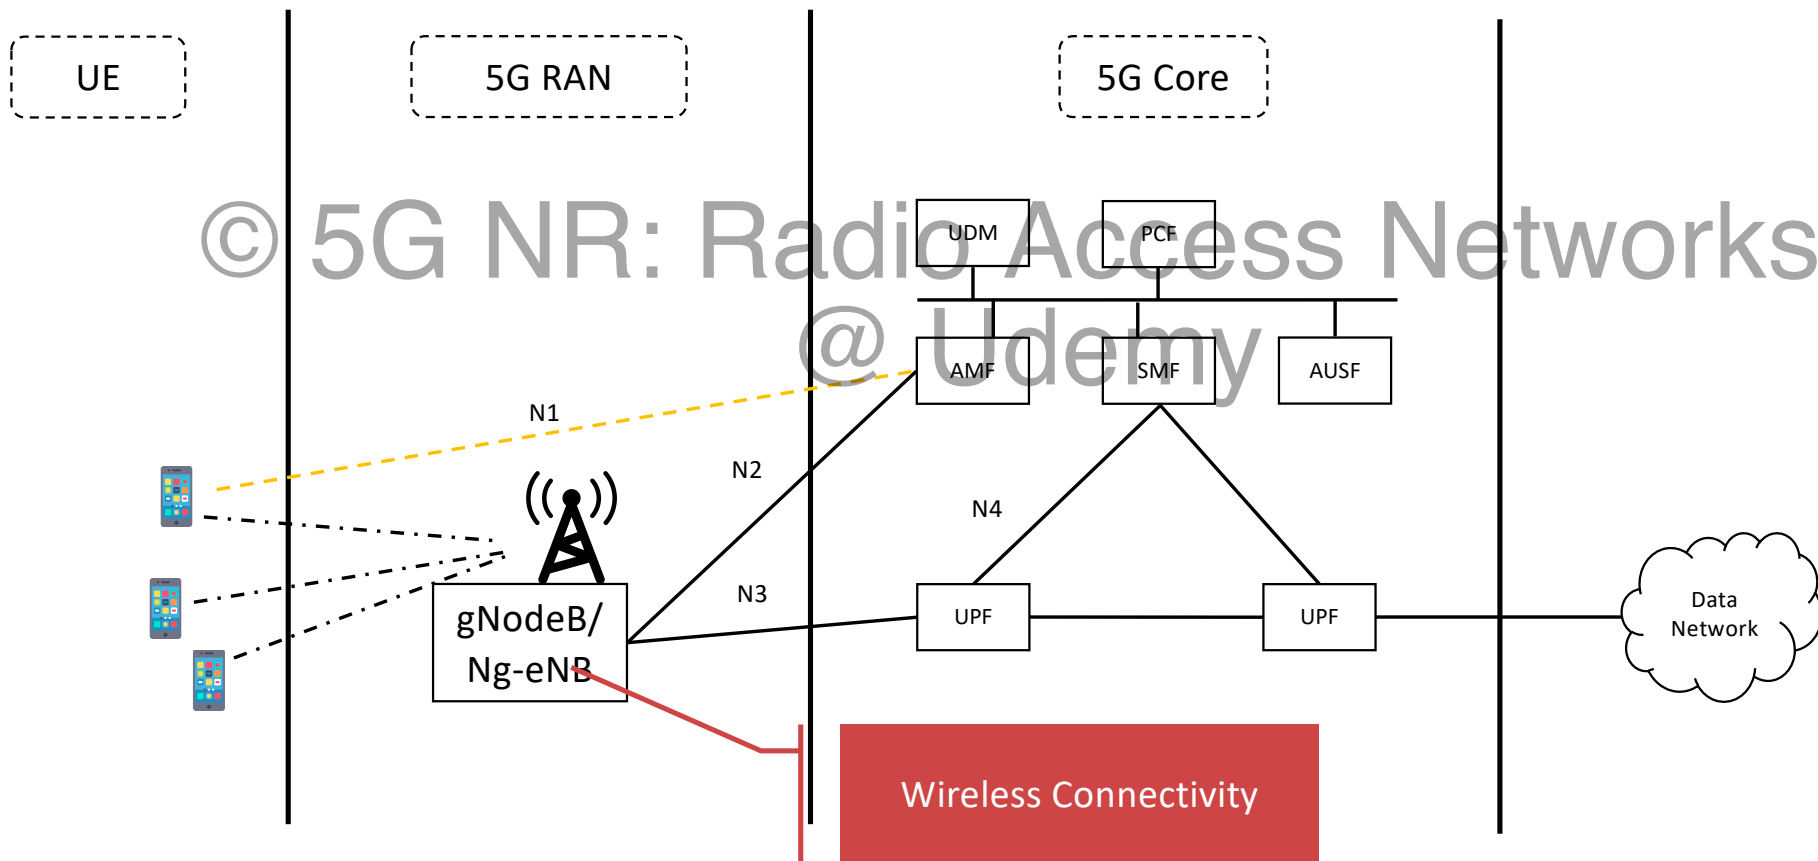 UE
5G RAN
5G Core
© 5G NR: Radio Access Networks
@ Udemy
UDM
PCF
AMF
SMF
AUSF
N1
N2
N4
N3
gNodeB/
Ng-eNB
UPF
UPF
Data
Network
Wireless Connectivity